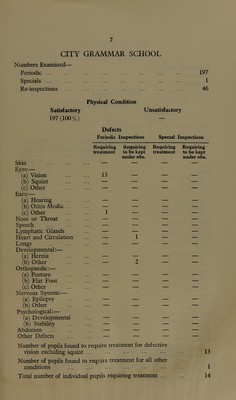 7
CITY GRAMMAR SCHOOL.
Numbers Examined—
Periodic ... 197
Specials ... 1
Re-inspections ... 46
Physical Condition
Satisfactory Unsatisfactory
197 (100%) —
Defects
Periodic Inspections Special Inspections
Requiring treatment Requiring to be kept under obs. Requiring treatment Requiring to be kept under obs.
Skin — — — —
Eyes:—
(a) Vision 13 — — —
(b) Squint — — — —
(c) Other — — — —
Ears:—
(a) Hearing — — — —
(b) Otitis Media — — — —
(c) Other 1 — — —
Nose or Throat — — — —
Speech — — — —
Lymphatic Glands — — — —
Heart and Circulation — 1 — —
Lungs — — — —
Developmental:—
(a) Hernia — — — —
(b) Other — 2 — —
Orthopaedic:—
(a) Posture — — — —
(b) Flat Foot — — — —
(c) Other — — — —
Nervous System:—
(a) Epilepsy — — — —
(b) Other — — — —
Psychological:—
(a) Developmental — — — —
(b) Stability — — — —
Abdomen — — — —
Other Defects — — — —
Number of pupils found to require treatment for defective
vision excluding squint ... 13
Number of pupils found to require treatment for all other
conditions ... 1
Total number of individual pupils requiring treatment ... 14